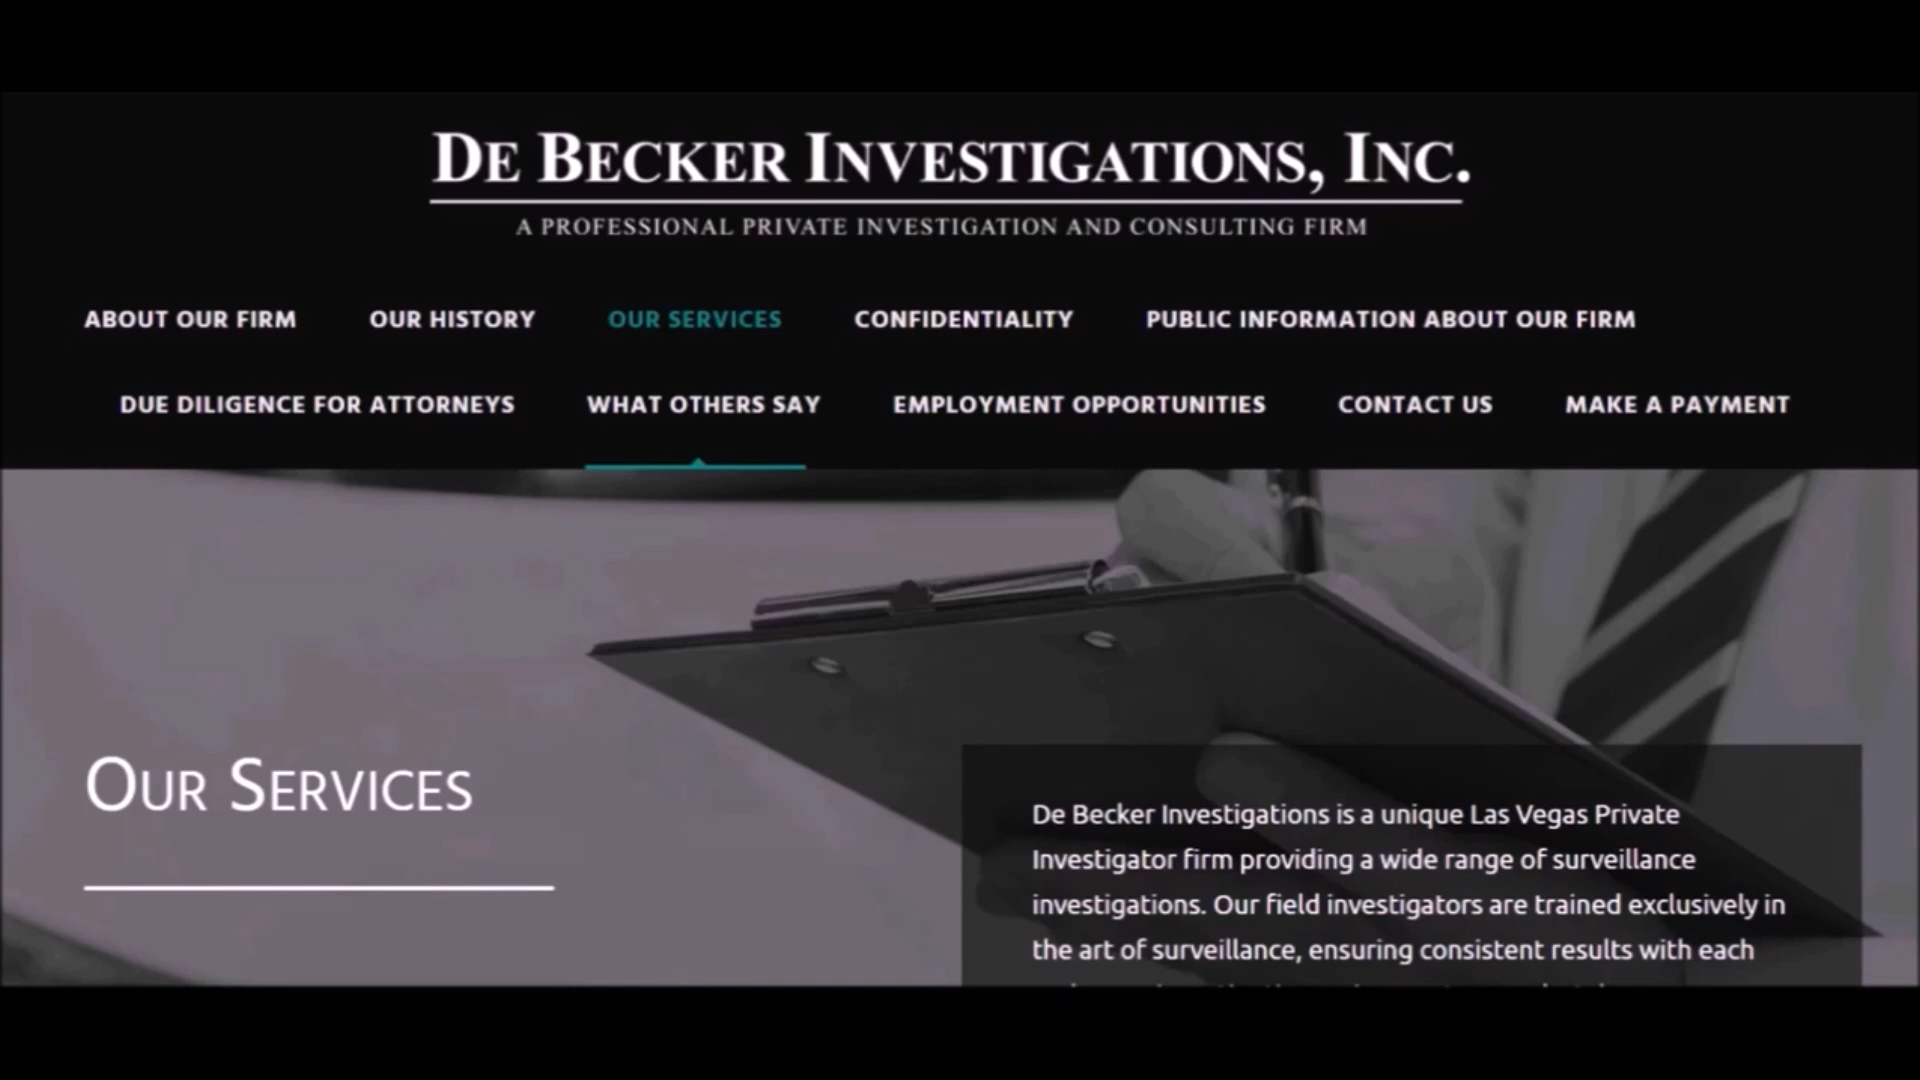 DE BECKER INVESTIGATIONS, INC.
A PROFESSIONAL PRIVATE INVESTIGATION AND CONSULTING FIRM
ABOUT OUR FIRM OUR HISTORY OUR SERVICES CONFIDENTIALITY PUBLIC INFORMATION ABOUT OUR FIRM
DUE DILIGENCE FOR ATTORNEYS WHAT OTHERS SAY EMPLOYMENT OPPORTUNITIES CONTACT US MAKE A PAYMENT
OUR SERVICES
De Becker Investigations is a unique Las Vegas Private
Investigator firm providing a wide range of surveillance
investigations. Our field investigators are trained exclusively in
the art of surveillance, ensuring consistent results with each